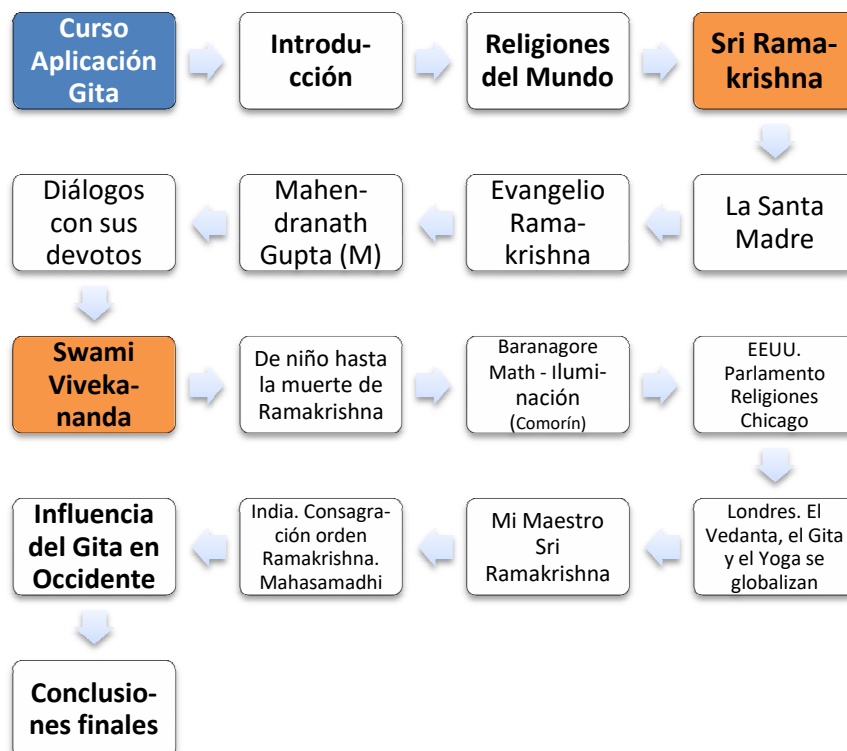 Curso
Aplicación
Gita
Introdu-
cción
Religiones
del Mundo
Sri Rama-
krishna
La Santa
Madre
Evangelio
Rama-
krishna
Mahen-
dranath
Gupta (M)
Diálogos
con sus
devotos
Swami
Viveka-
nanda
De niño hasta
la muerte de
Ramakrishna
Baranagore
Math - Ilumi-
nación
(Comorín)
EEUU.
Parlamento
Religiones
Chicago
Londres. El
Vedanta, el Gita
y el Yoga se
globalizan
Mi Maestro
Sri
Ramakrishna
India. Consagra-
ción orden
Ramakrishna.
Mahasamadhi
Influencia
del Gita en
Occidente
Conclusio-
nes finales